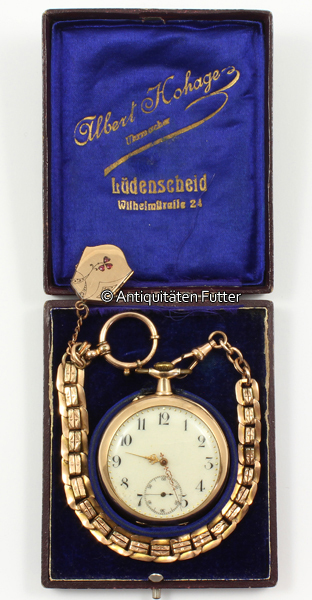 Albert Hohage
Uhrmacher
Lüdenscheid
Wilhelmstraße 24
© Antiquitäten Futter
12
1
2
3
4
5
7
8
9
10
11